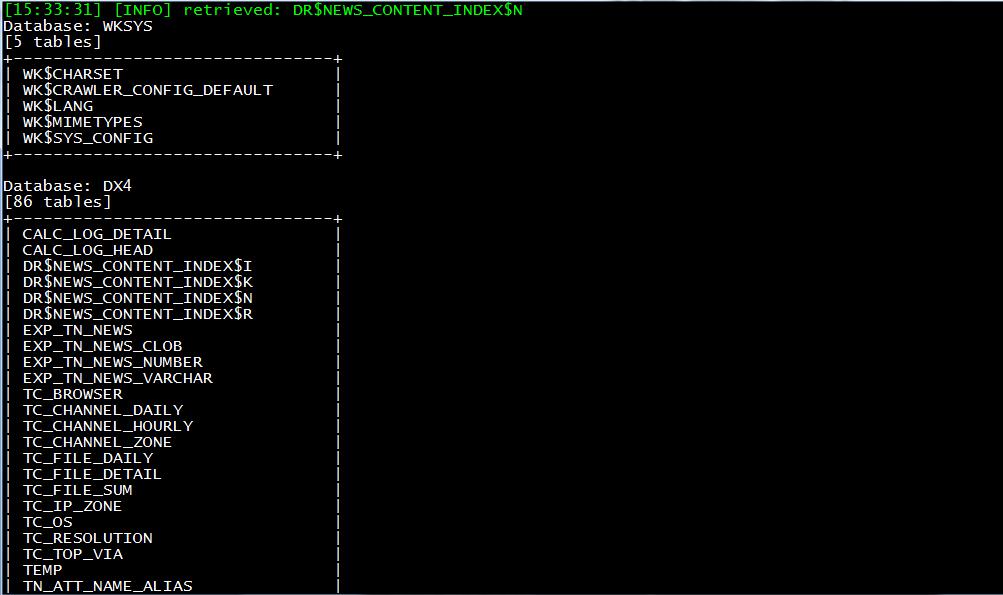 [15:33:31] [INFO] retrieved: DR$NEWS_CONTENT_INDEX$N
Database: WKSYS
[5 tables]
+--------------------------------+
| WK$CHARSET                     |
| WK$CRAWLER_CONFIG_DEFAULT      |
| WK$LANG                        |
| WK$MIMETYPES                   |
| WK$SYS_CONFIG                  |
+--------------------------------+

Database: DX4
[86 tables]
+--------------------------------+
| CALC_LOG_DETAIL                |
| CALC_LOG_HEAD                  |
| DR$NEWS_CONTENT_INDEX$I        |
| DR$NEWS_CONTENT_INDEX$K        |
| DR$NEWS_CONTENT_INDEX$N        |
| DR$NEWS_CONTENT_INDEX$R        |
| EXP_TN_NEWS                    |
| EXP_TN_NEWS_CLOB               |
| EXP_TN_NEWS_NUMBER             |
| EXP_TN_NEWS_VARCHAR            |
| TC_BROWSER                     |
| TC_CHANNEL_DAILY               |
| TC_CHANNEL_HOURLY              |
| TC_CHANNEL_ZONE                |
| TC_FILE_DAILY                  |
| TC_FILE_DETAIL                 |
| TC_FILE_SUM                    |
| TC_IP_ZONE                     |
| TC_OS                          |
| TC_RESOLUTION                  |
| TC_TOP_VIA                     |
| TEMP                           |
| TN_ATT_NAME_ALIAS              |